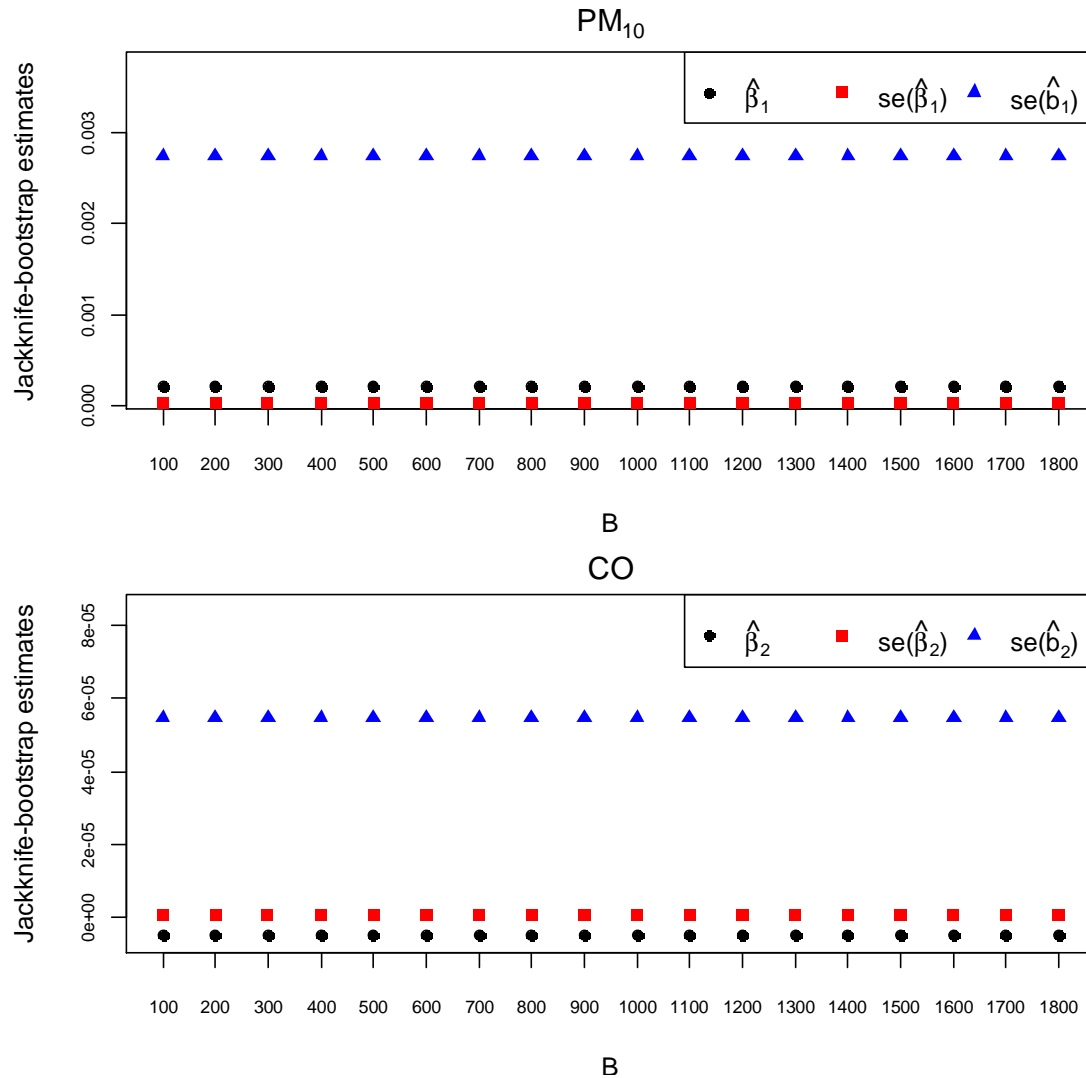 PM₁₀
β̂₁ se(β̂₁) se(b̂₁)
Jackknife-bootstrap estimates
0.003
0.002
0.001
0.000
100 200 300 400 500 600 700 800 900 1000 1100 1200 1300 1400 1500 1600 1700 1800
B
CO
β̂₂ se(β̂₂) se(b̂₂)
Jackknife-bootstrap estimates
8e-05
6e-05
4e-05
2e-05
0e+00
100 200 300 400 500 600 700 800 900 1000 1100 1200 1300 1400 1500 1600 1700 1800
B